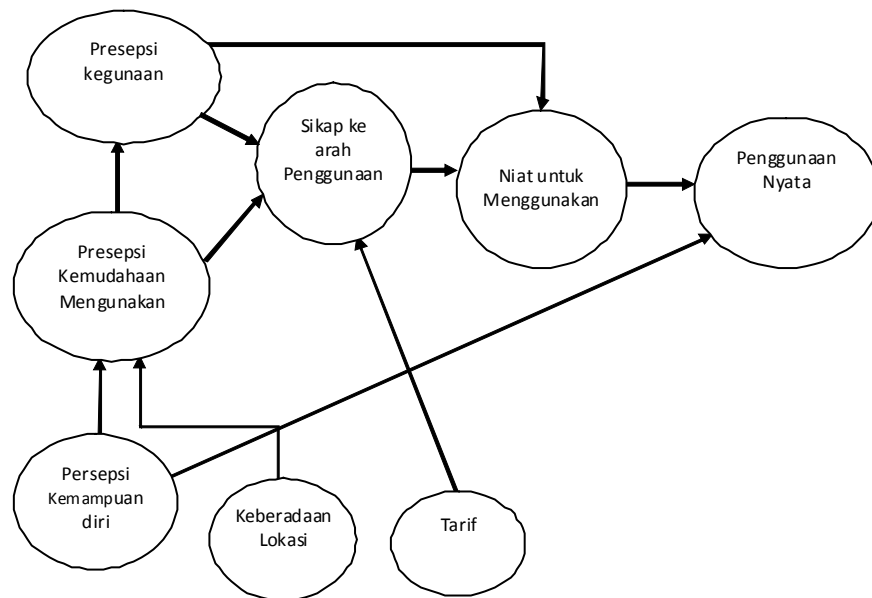 Presepsi
kegunaan
Sikap ke
arah
Penggunaan
Niat untuk
Menggunakan
Penggunaan
Nyata
Presepsi
Kemudahaan
Mengunakan
Persepsi
Kemampuan
diri
Keberadaan
Lokasi
Tarif